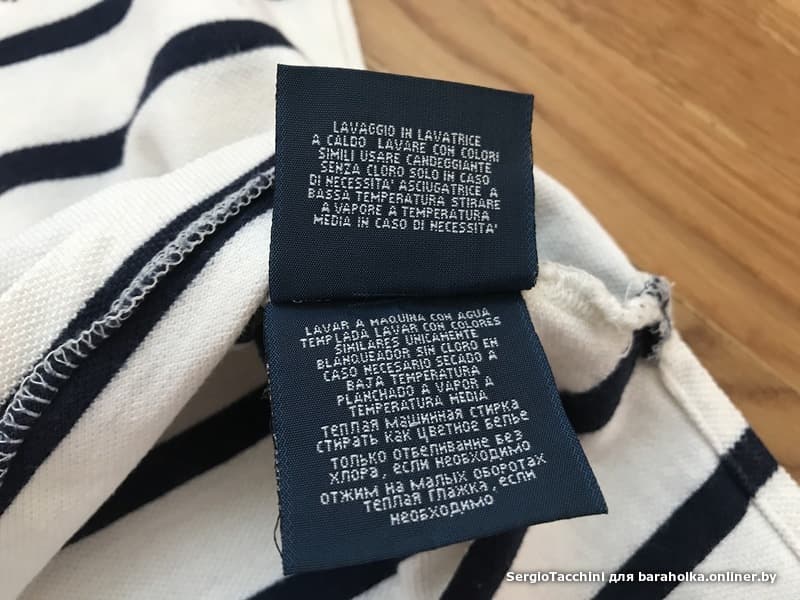 LAVAGGIO IN LAVATRICE
A CALDO LAVARE CON COLORI
SIMILI USARE CANDEGGIANTE
SENZA CLORO SOLO IN CASO
DI NECESSITA' ASCIUGATRICE A
BASSA TEMPERATURA STIRARE
A VAPORE A TEMPERATURA
MEDIA IN CASO DI NECESSITA'
LAVAR A MAQUINA CON AGUA
TEMPLADA LAVAR CON COLORES
SIMILARES UNICAMENTE
BLANQUEADOR SIN CLORO EN
CASO NECESARIO SECADO A
BAJA TEMPERATURA
PLANCHADO A VAPOR A
TEMPERATURA MEDIA
ТЕПЛАЯ МАШИННАЯ СТИРКА
СТИРАТЬ КАК ЦВЕТНОЕ БЕЛЬЕ
ТОЛЬКО ОТБЕЛИВАНИЕ БЕЗ
ХЛОРА, ЕСЛИ НЕОБХОДИМО
ОТЖИМ НА МАЛЫХ ОБОРОТАХ
ТЕПЛАЯ ГЛАЖКА, ЕСЛИ
НЕОБХОДИМО
SergioTacchini для baraholka.onliner.by